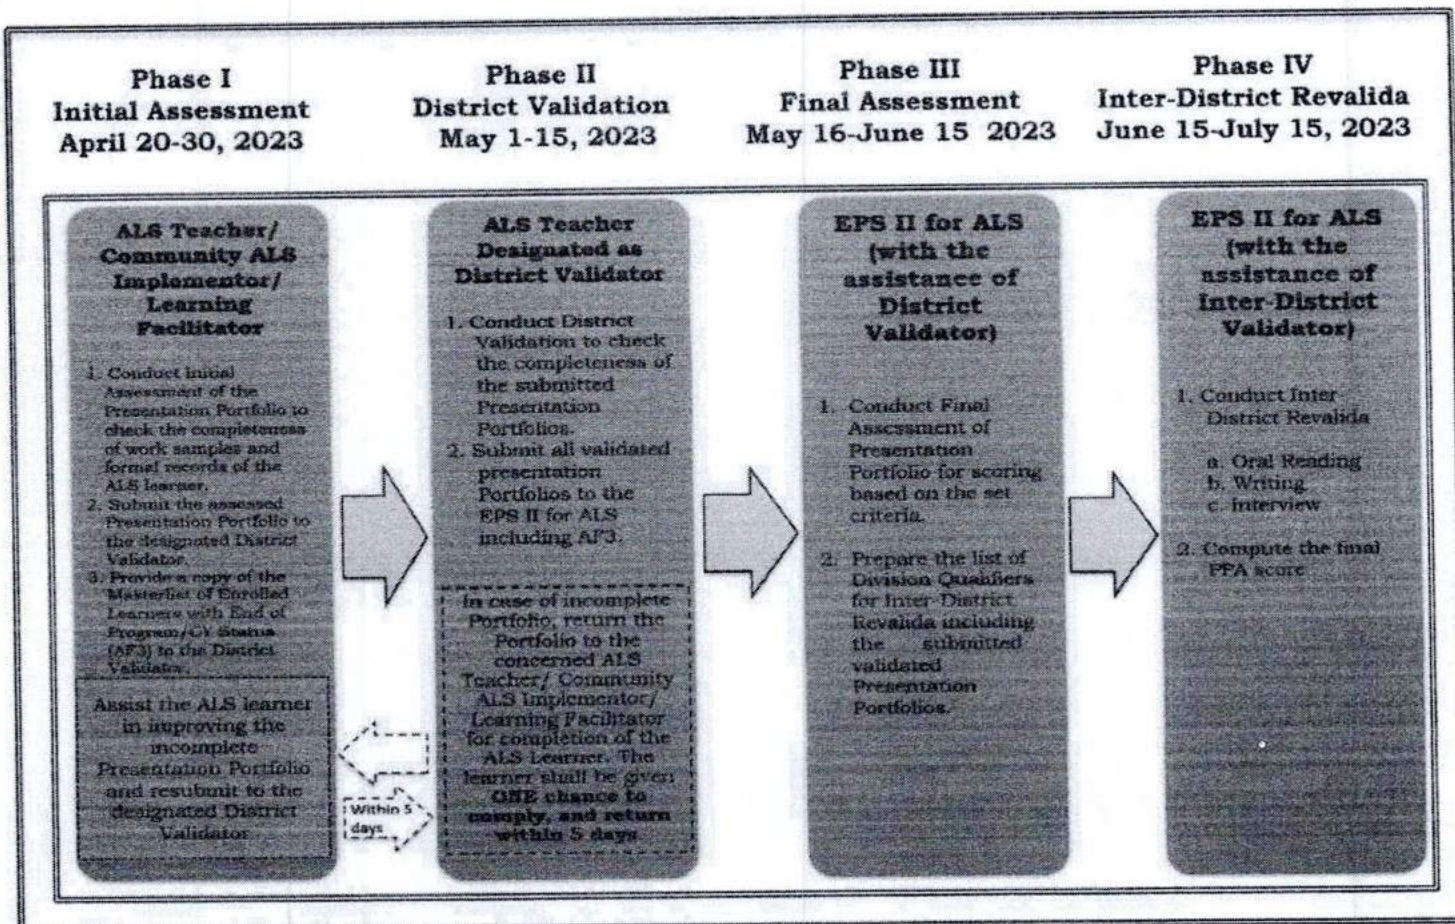 Phase I
Initial Assessment
April 20-30, 2023
Phase II
District Validation
May 1-15, 2023
Phase III
Final Assessment
May 16-June 15 2023
Phase IV
Inter-District Revalida
June 15-July 15, 2023
ALS Teacher/
Community ALS
Implementor/
Learning
Facilitator
1. Conduct initial
Assessment of the
Presentation Portfolio to
check the completeness
of work samples and
formal records of the
ALS learner.
2. Submit the assessed
Presentation Portfolio to
the designated District
Validator.
3. Provide a copy of the
Masterlist of Enrolled
Learners with End of
Program/CY Status
(AF3) to the District
Validator.
Assist the ALS learner
in improving the
incomplete
Presentation Portfolio
and resubmit to the
designated District
Validator
Within 5
days
ALS Teacher
Designated as
District Validator
1. Conduct District
Validation to check
the completeness of
the submitted
Presentation
Portfolios.
2. Submit all validated
presentation
Portfolios to the
EPS II for ALS
including AF3.
In case of incomplete
Portfolio, return the
Portfolio to the
concerned ALS
Teacher/ Community
ALS Implementor/
Learning Facilitator
for completion of the
ALS Learner. The
learner shall be given
ONE chance to
comply, and return
within 5 days
EPS II for ALS
(with the
assistance of
District
Validator)
1. Conduct Final
Assessment of
Presentation
Portfolio for scoring
based on the set
criteria.
2. Prepare the list of
Division Qualifiers
for Inter-District
Revalida including
the submitted
validated
Presentation
Portfolios.
EPS II for ALS
(with the
assistance of
Inter-District
Validator)
1. Conduct Inter
District Revalida
a. Oral Reading
b. Writing
c. Interview
2. Compute the final
PPA score